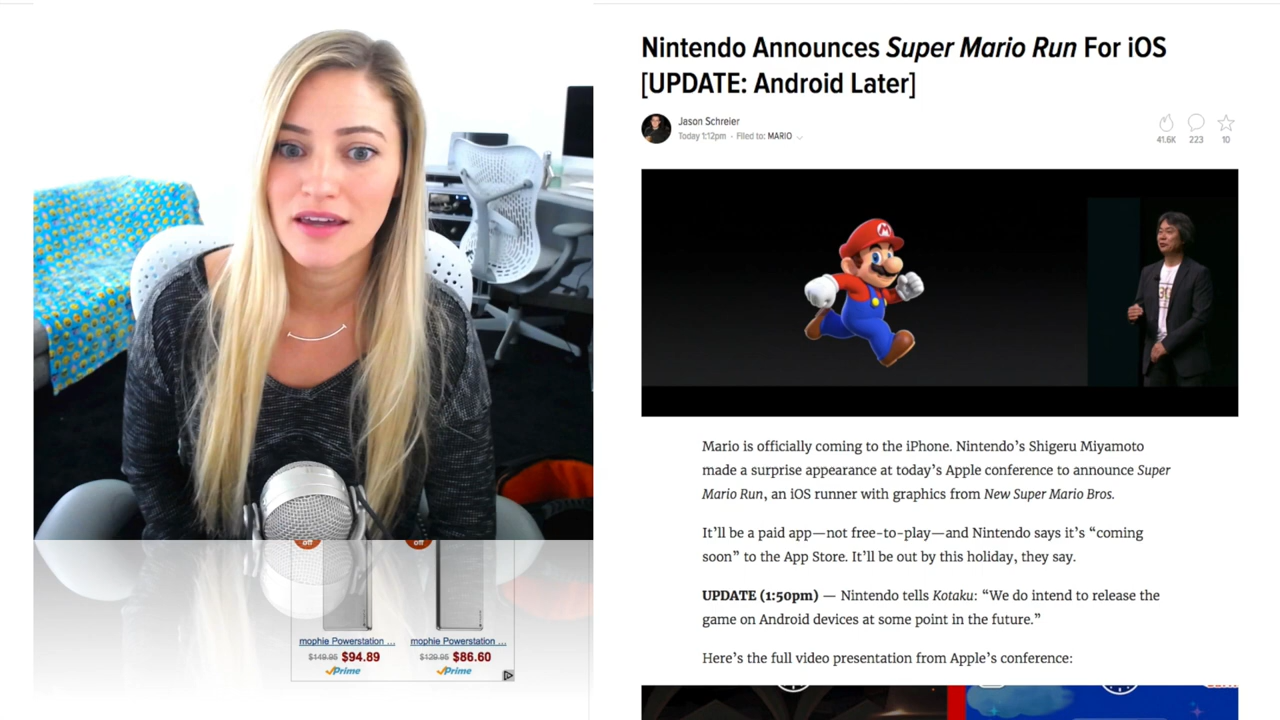 Nintendo Announces Super Mario Run For iOS
[UPDATE: Android Later]
Jason Schreier
Today 1:12pm · Filed to: MARIO
41.6K 223 10
M
Mario is officially coming to the iPhone. Nintendo’s Shigeru Miyamoto
made a surprise appearance at today’s Apple conference to announce Super
Mario Run, an iOS runner with graphics from New Super Mario Bros.
It’ll be a paid app—not free-to-play—and Nintendo says it’s “coming
soon” to the App Store. It’ll be out by this holiday, they say.
UPDATE (1:50pm) — Nintendo tells Kotaku: “We do intend to release the
game on Android devices at some point in the future.”
Here’s the full video presentation from Apple’s conference:
off off
mophie Powerstation ... mophie Powerstation ...
$149.95 $94.89 $129.95 $86.60
Prime Prime